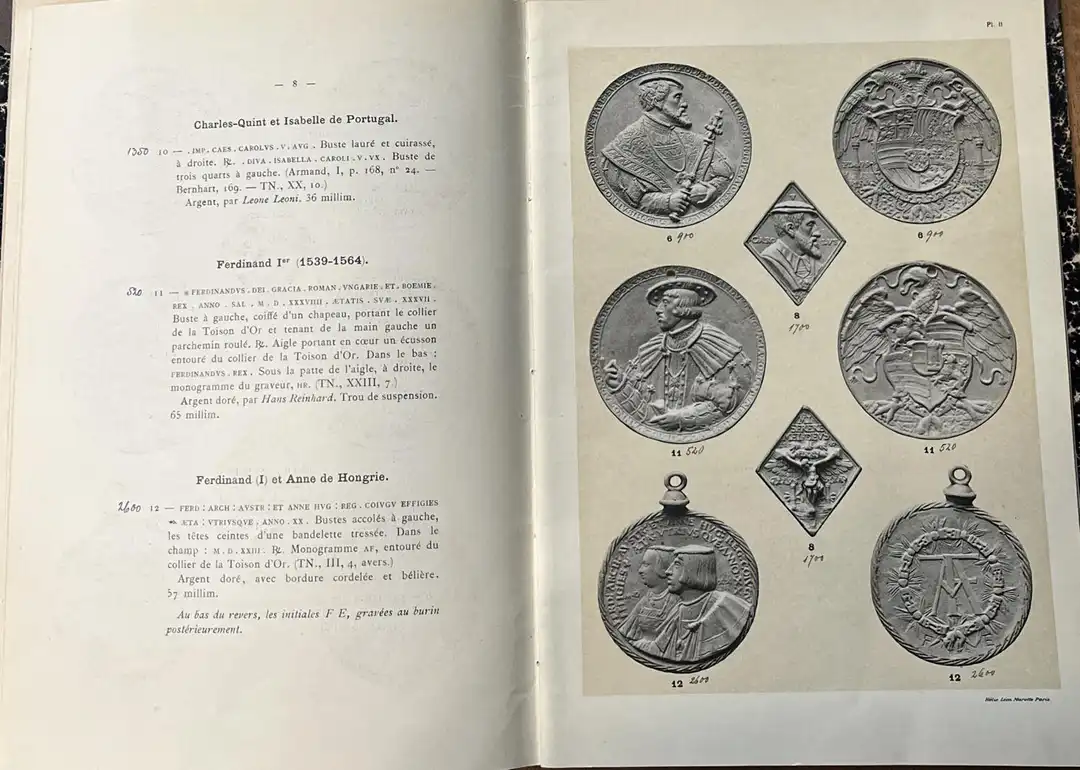 — 8 —
Charles-Quint et Isabelle de Portugal.
1350 10 — . IMP. CAES. CAROLVS. V. AVG . Buste lauré et cuirassé,
à droite. ℞. . DIVA. ISABELLA . CAROLI. V. VX . Buste de
trois quarts à gauche. (Armand, I, p. 168, n° 24. —
Bernhart, 169. — TN., XX, 10.)
Argent, par Leone Leoni. 36 millim.
Ferdinand Ier (1539-1564).
520 11 — * FERDINANDVS. DEI. GRACIA. ROMAN. VNGARIE. ET. BOEMIE.
REX . ANNO . SAL . M . D . XXXVIIII . ÆTATIS . SVÆ . XXXVII .
Buste à gauche, coiffé d'un chapeau, portant le collier
de la Toison d'Or et tenant de la main gauche un
parchemin roulé. ℞. Aigle portant en cœur un écusson
entouré du collier de la Toison d'Or. Dans le bas :
FERDINANDVS. REX . Sous la patte de l'aigle, à droite, le
monogramme du graveur, HR. (TN., XXIII, 7.)
Argent doré, par Hans Reinhard. Trou de suspension.
65 millim.
Ferdinand (I) et Anne de Hongrie.
2600 12 — FERD : ARCH : AVSTR : ET ANNE HVG : REG . COIVGV EFFIGIES
ÆTA : VTRIVSQVE . ANNO . XX . Bustes accolés à gauche,
les têtes ceintes d'une bandelette tressée. Dans le
champ : M . D . XXIII . ℞. Monogramme AF, entouré du
collier de la Toison d'Or. (TN., III, 4, avers.)
Argent doré, avec bordure cordelée et bélière.
57 millim.
Au bas du revers, les initiales F E, gravées au burin
postérieurement.
Pl. II
6 900
6 900
8
1700
11 520
11 520
8
1700
12 2600
12 2600
Hélio Léon Marotte Paris